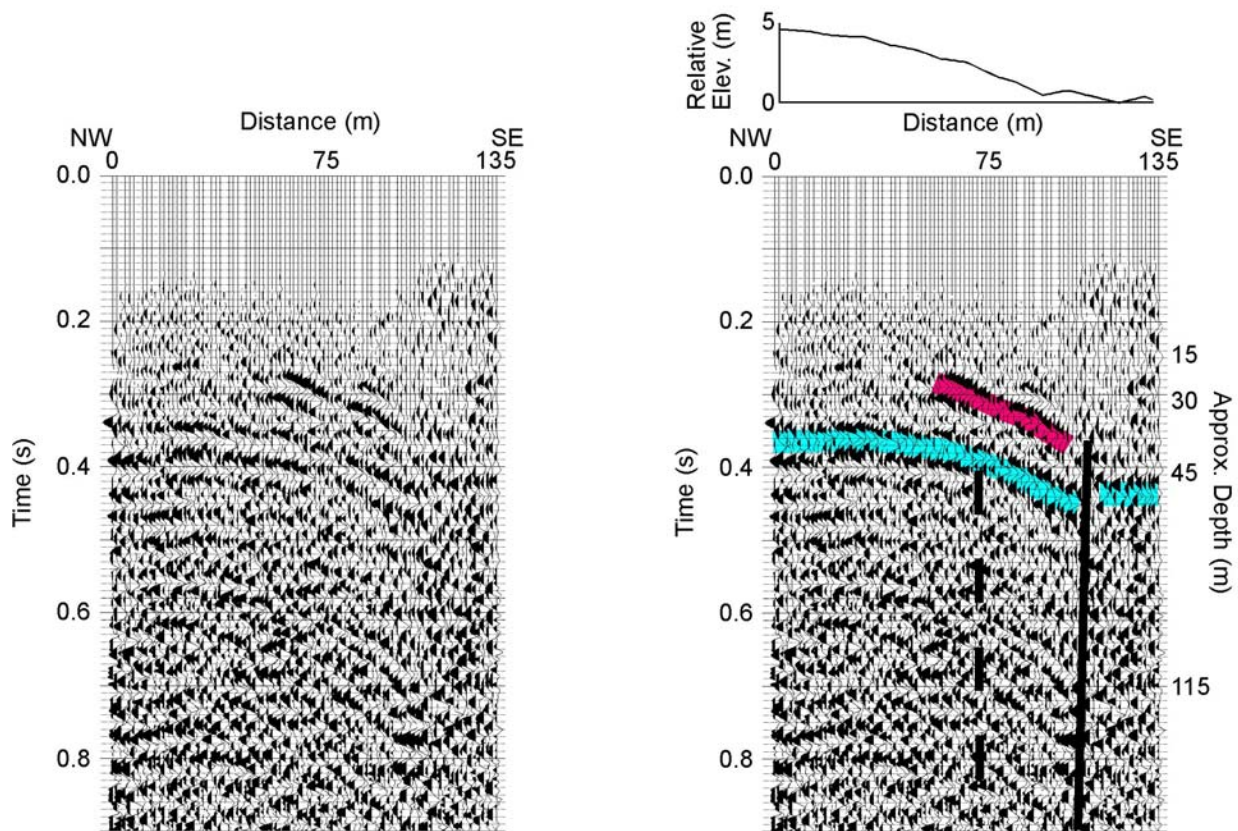 Distance (m)
NW SE
0 75 135
0.0
0.2
0.4
0.6
0.8
Time (s)
Relative
Elev. (m)
5
0
Distance (m)
NW SE
0 75 135
0.0
0.2
0.4
0.6
0.8
Time (s)
15
30
45
115
Approx. Depth (m)